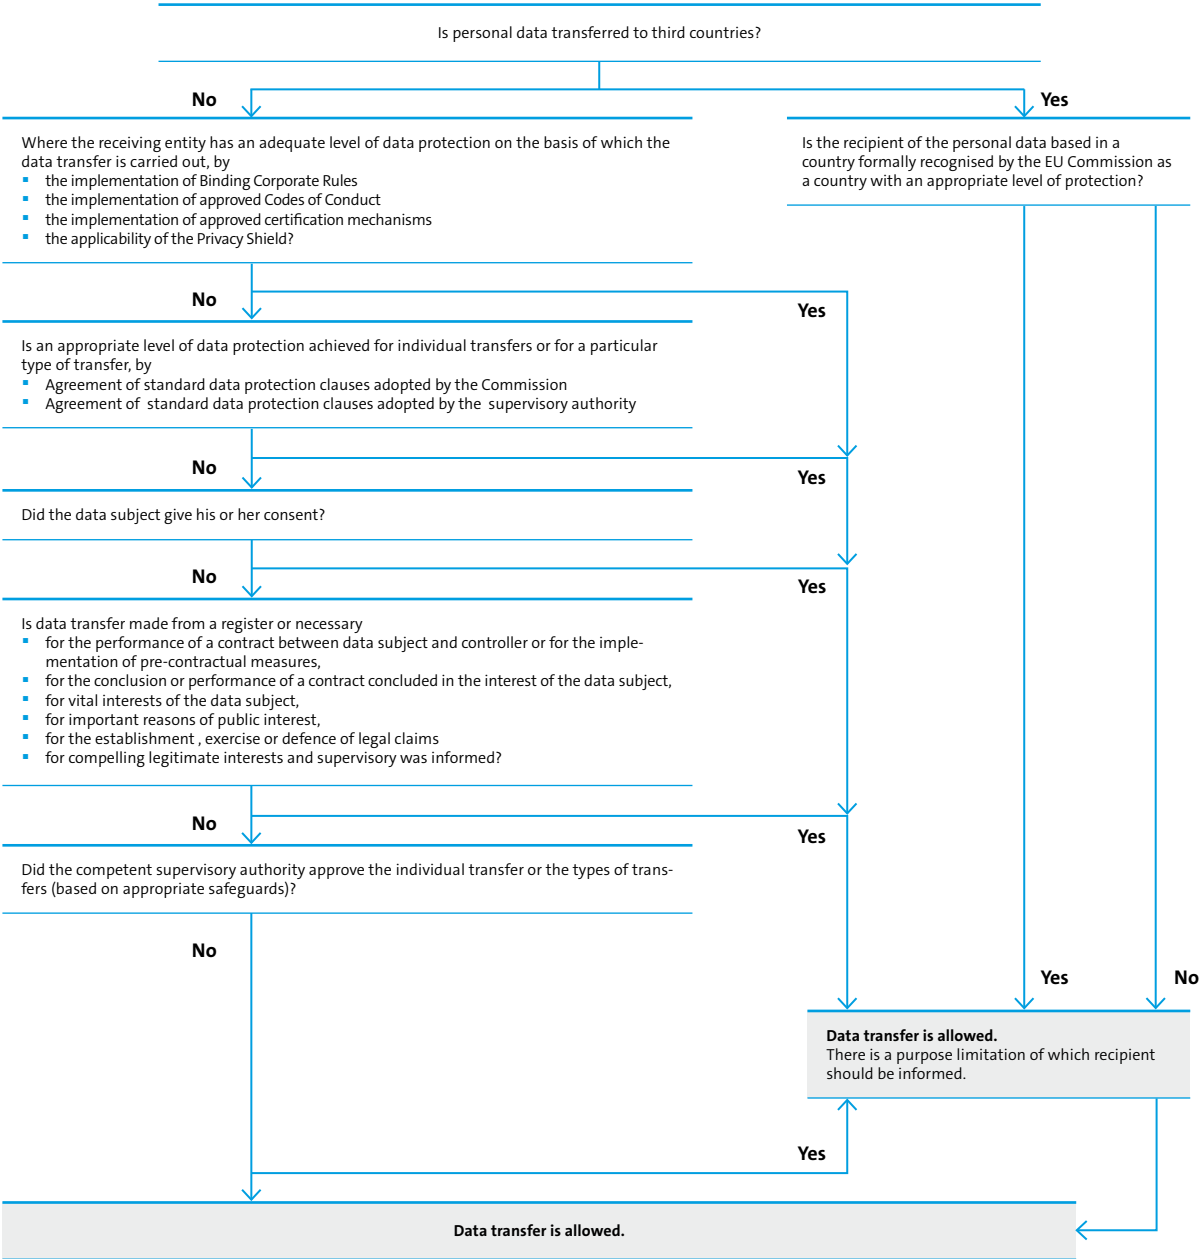 Is personal data transferred to third countries?
No
Yes
Where the receiving entity has an adequate level of data protection on the basis of which the
data transfer is carried out, by
▪ the implementation of Binding Corporate Rules
▪ the implementation of approved Codes of Conduct
▪ the implementation of approved certification mechanisms
▪ the applicability of the Privacy Shield?
Is the recipient of the personal data based in a
country formally recognised by the EU Commission as
a country with an appropriate level of protection?
No
Yes
Is an appropriate level of data protection achieved for individual transfers or for a particular
type of transfer, by
▪ Agreement of standard data protection clauses adopted by the Commission
▪ Agreement of standard data protection clauses adopted by the supervisory authority
No
Yes
Did the data subject give his or her consent?
No
Yes
Is data transfer made from a register or necessary
▪ for the performance of a contract between data subject and controller or for the imple-
mentation of pre-contractual measures,
▪ for the conclusion or performance of a contract concluded in the interest of the data subject,
▪ for vital interests of the data subject,
▪ for important reasons of public interest,
▪ for the establishment , exercise or defence of legal claims
▪ for compelling legitimate interests and supervisory was informed?
No
Yes
Did the competent supervisory authority approve the individual transfer or the types of trans-
fers (based on appropriate safeguards)?
No
Yes
No
Data transfer is allowed.
There is a purpose limitation of which recipient
should be informed.
Yes
Data transfer is allowed.